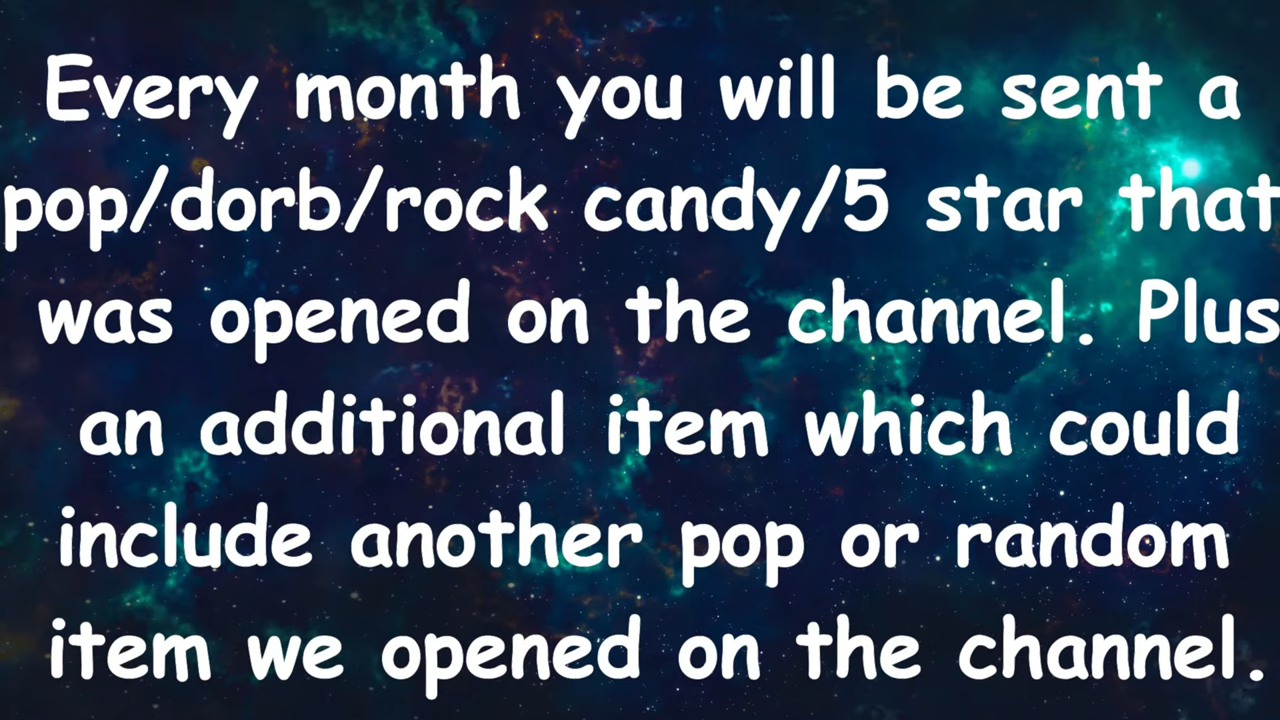 Every month you will be sent a
pop/dorb/rock candy/5 star that
was opened on the channel. Plus
an additional item which could
include another pop or random
item we opened on the channel.